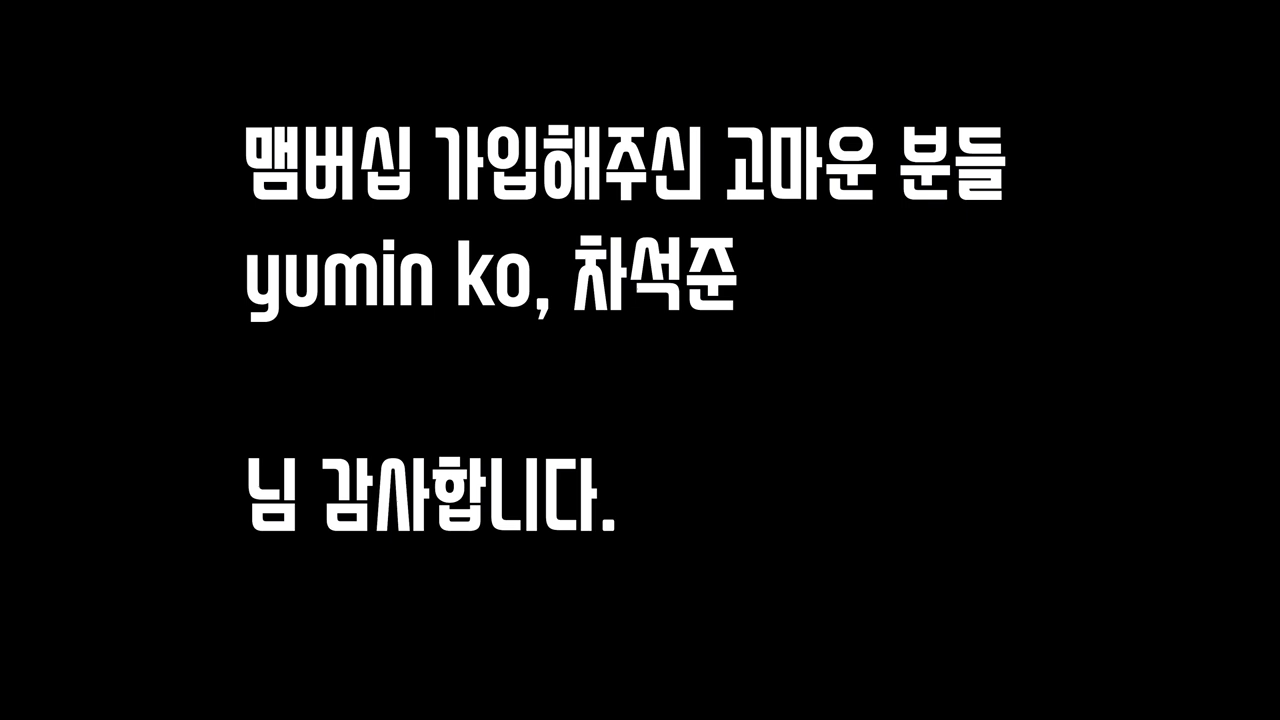 맴버십 가입해주신 고마운 분들
yumin ko, 차석준
님 감사합니다.